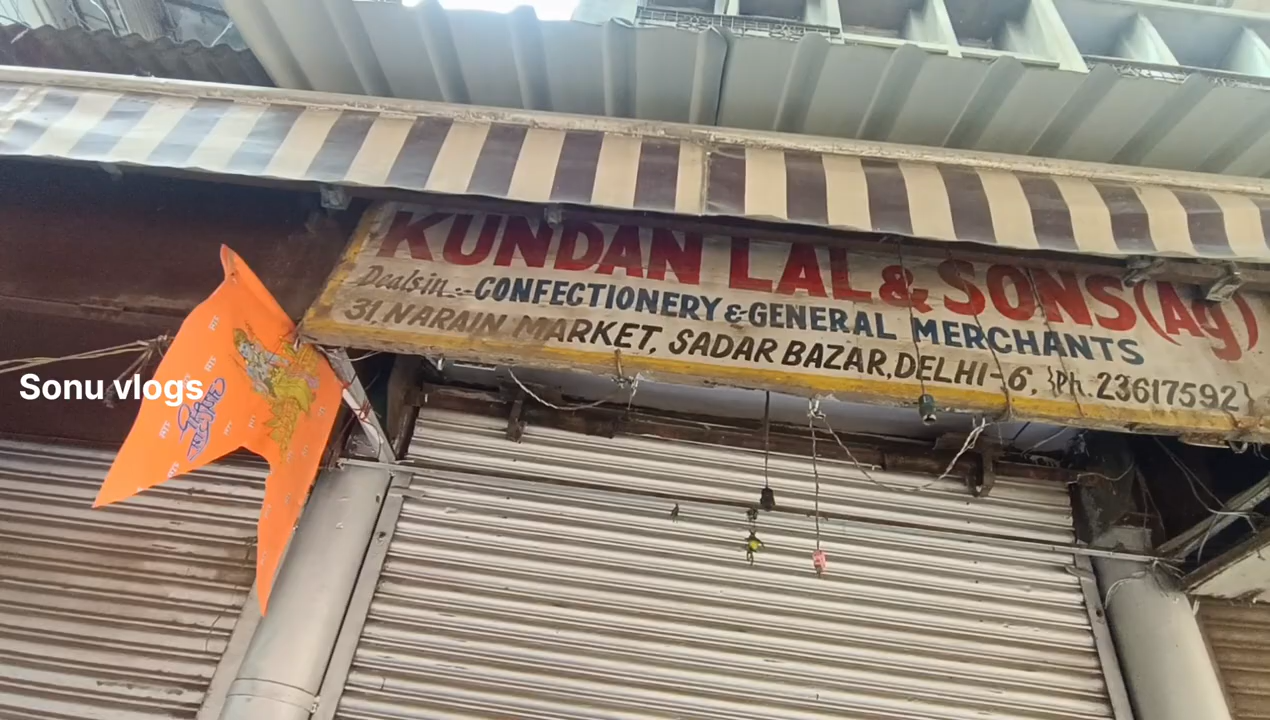 KUNDAN LAL & SONS (Ag)
Deals in :- CONFECTIONERY & GENERAL MERCHANTS
31, NARAIN MARKET, SADAR BAZAR, DELHI-6, {Ph. 23617592}
Sonu vlogs